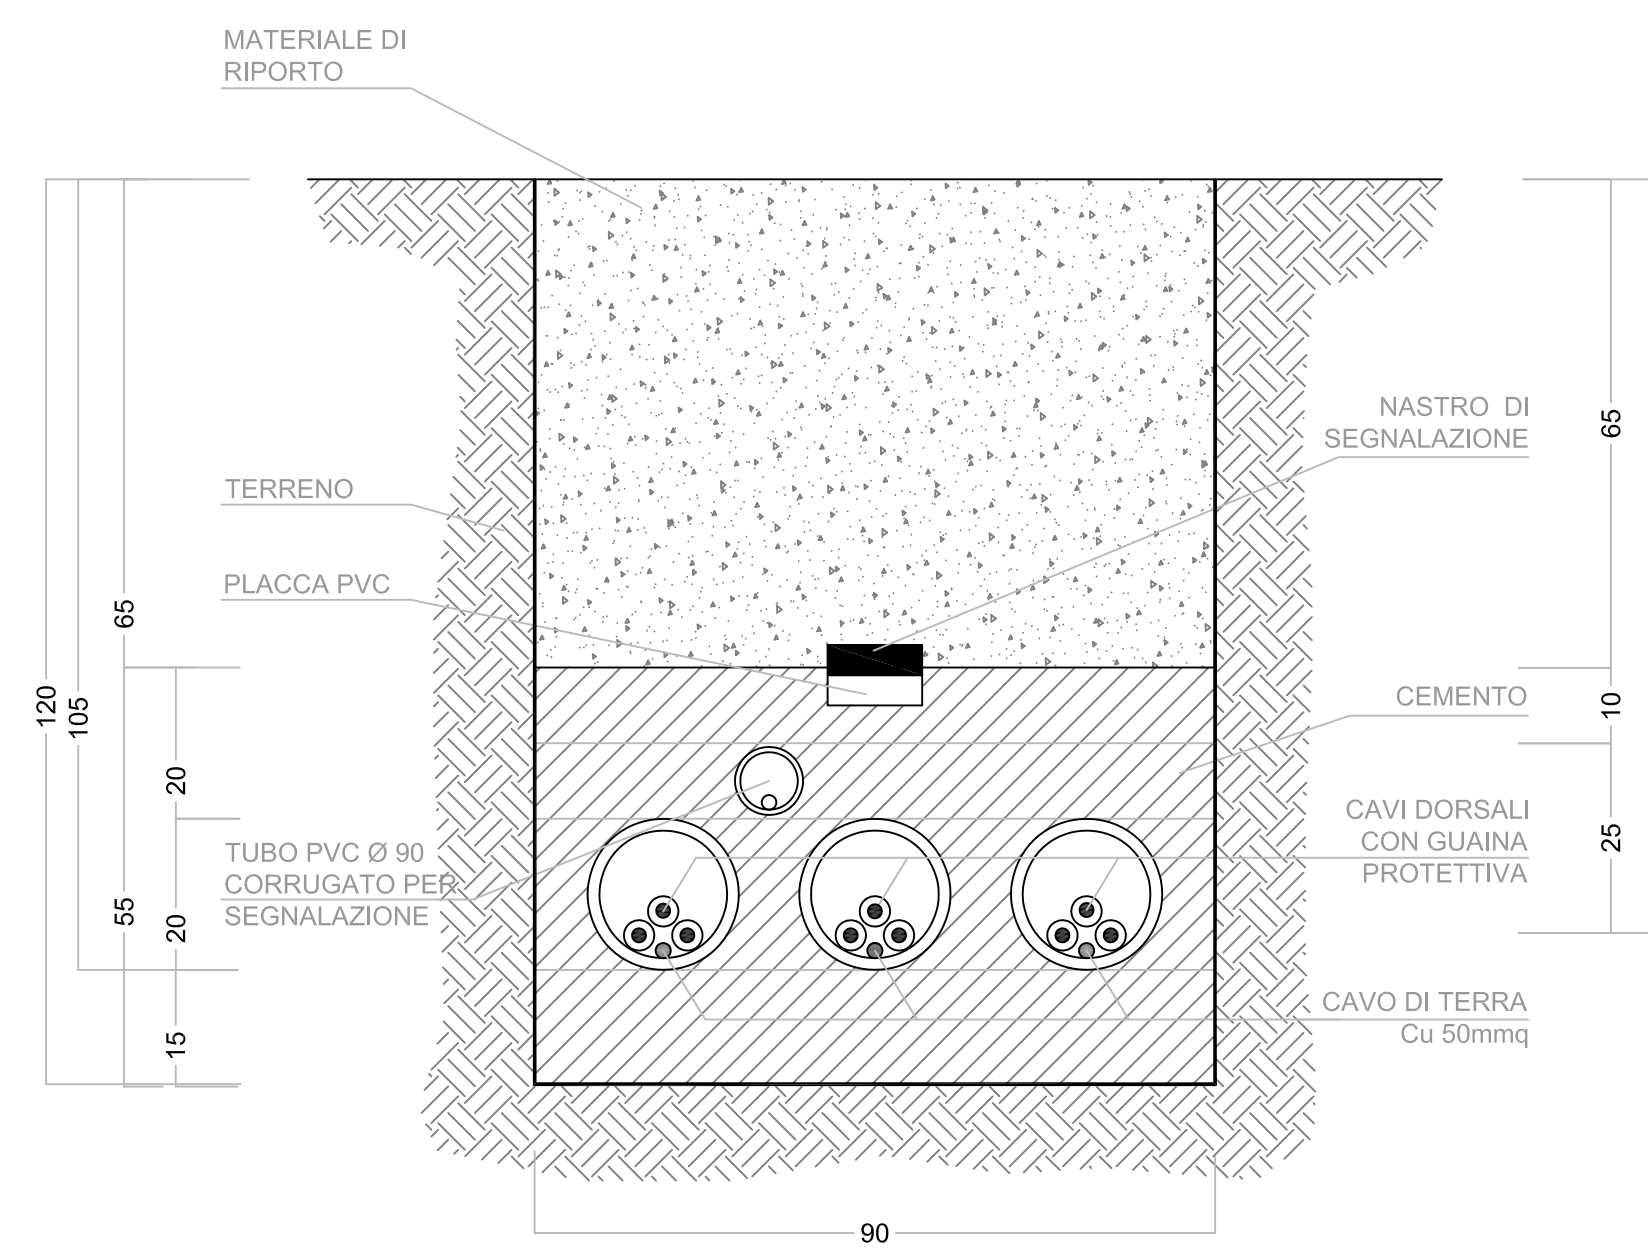 MATERIALE DI
RIPORTO
NASTRO DI
SEGNALAZIONE
65
TERRENO
PLACCA PVC
65
120
105
CEMENTO
10
20
CAVI DORSALI
CON GUAINA
PROTETTIVA
25
TUBO PVC Ø 90
CORRUGATO PER
SEGNALAZIONE
55
20
CAVO DI TERRA
Cu 50mmq
15
90